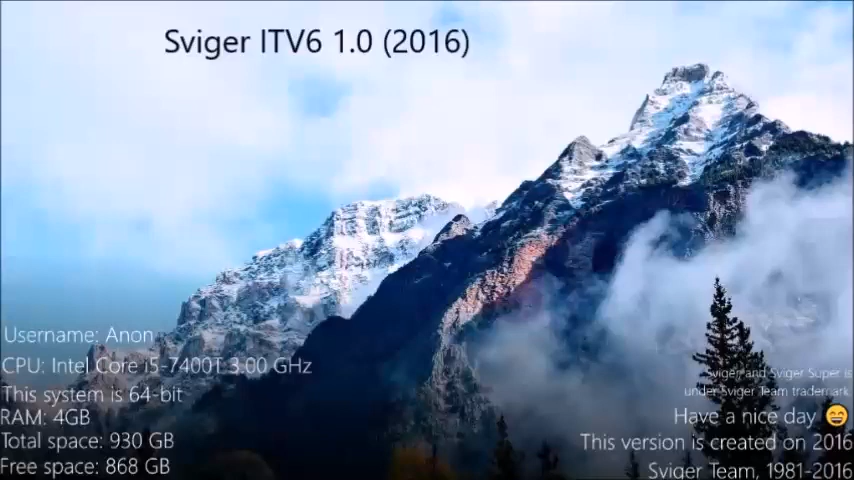 Sviger ITV6 1.0 (2016)
Username: Anon
CPU: Intel Core i5-7400T 3.00 GHz
This system is 64-bit
RAM: 4GB
Total space: 930 GB
Free space: 868 GB
Sviger and Sviger Super is
under Sviger Team trademark.
Have a nice day 😄
This version is created on 2016
Sviger Team, 1981-2016